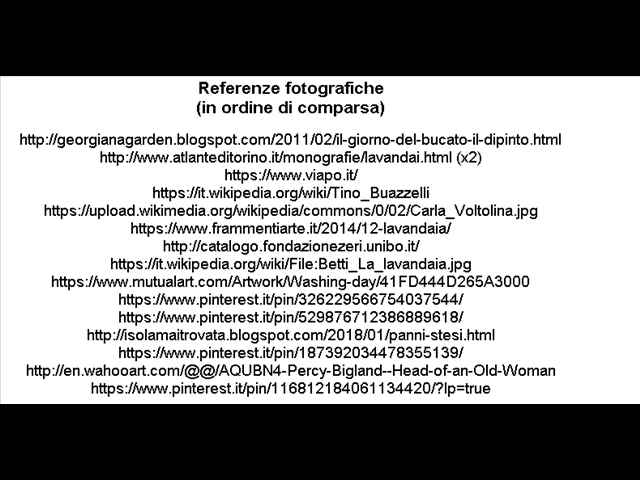 Referenze fotografiche
(in ordine di comparsa)
http://georgianagarden.blogspot.com/2011/02/il-giorno-del-bucato-il-dipinto.html
http://www.atlanteditorino.it/monografie/lavandai.html (x2)
https://www.viapo.it/
https://it.wikipedia.org/wiki/Tino_Buazzelli
https://upload.wikimedia.org/wikipedia/commons/0/02/Carla_Voltolina.jpg
https://www.frammentiarte.it/2014/12-lavandaia/
http://catalogo.fondazionezeri.unibo.it/
https://it.wikipedia.org/wiki/File:Betti_La_lavandaia.jpg
https://www.mutualart.com/Artwork/Washing-day/41FD444D265A3000
https://www.pinterest.it/pin/326229566754037544/
https://www.pinterest.it/pin/529876712386889618/
http://isolamaitrovata.blogspot.com/2018/01/panni-stesi.html
https://www.pinterest.it/pin/187392034478355139/
http://en.wahooart.com/@@/AQUBN4-Percy-Bigland--Head-of-an-Old-Woman
https://www.pinterest.it/pin/116812184061134420/?lp=true